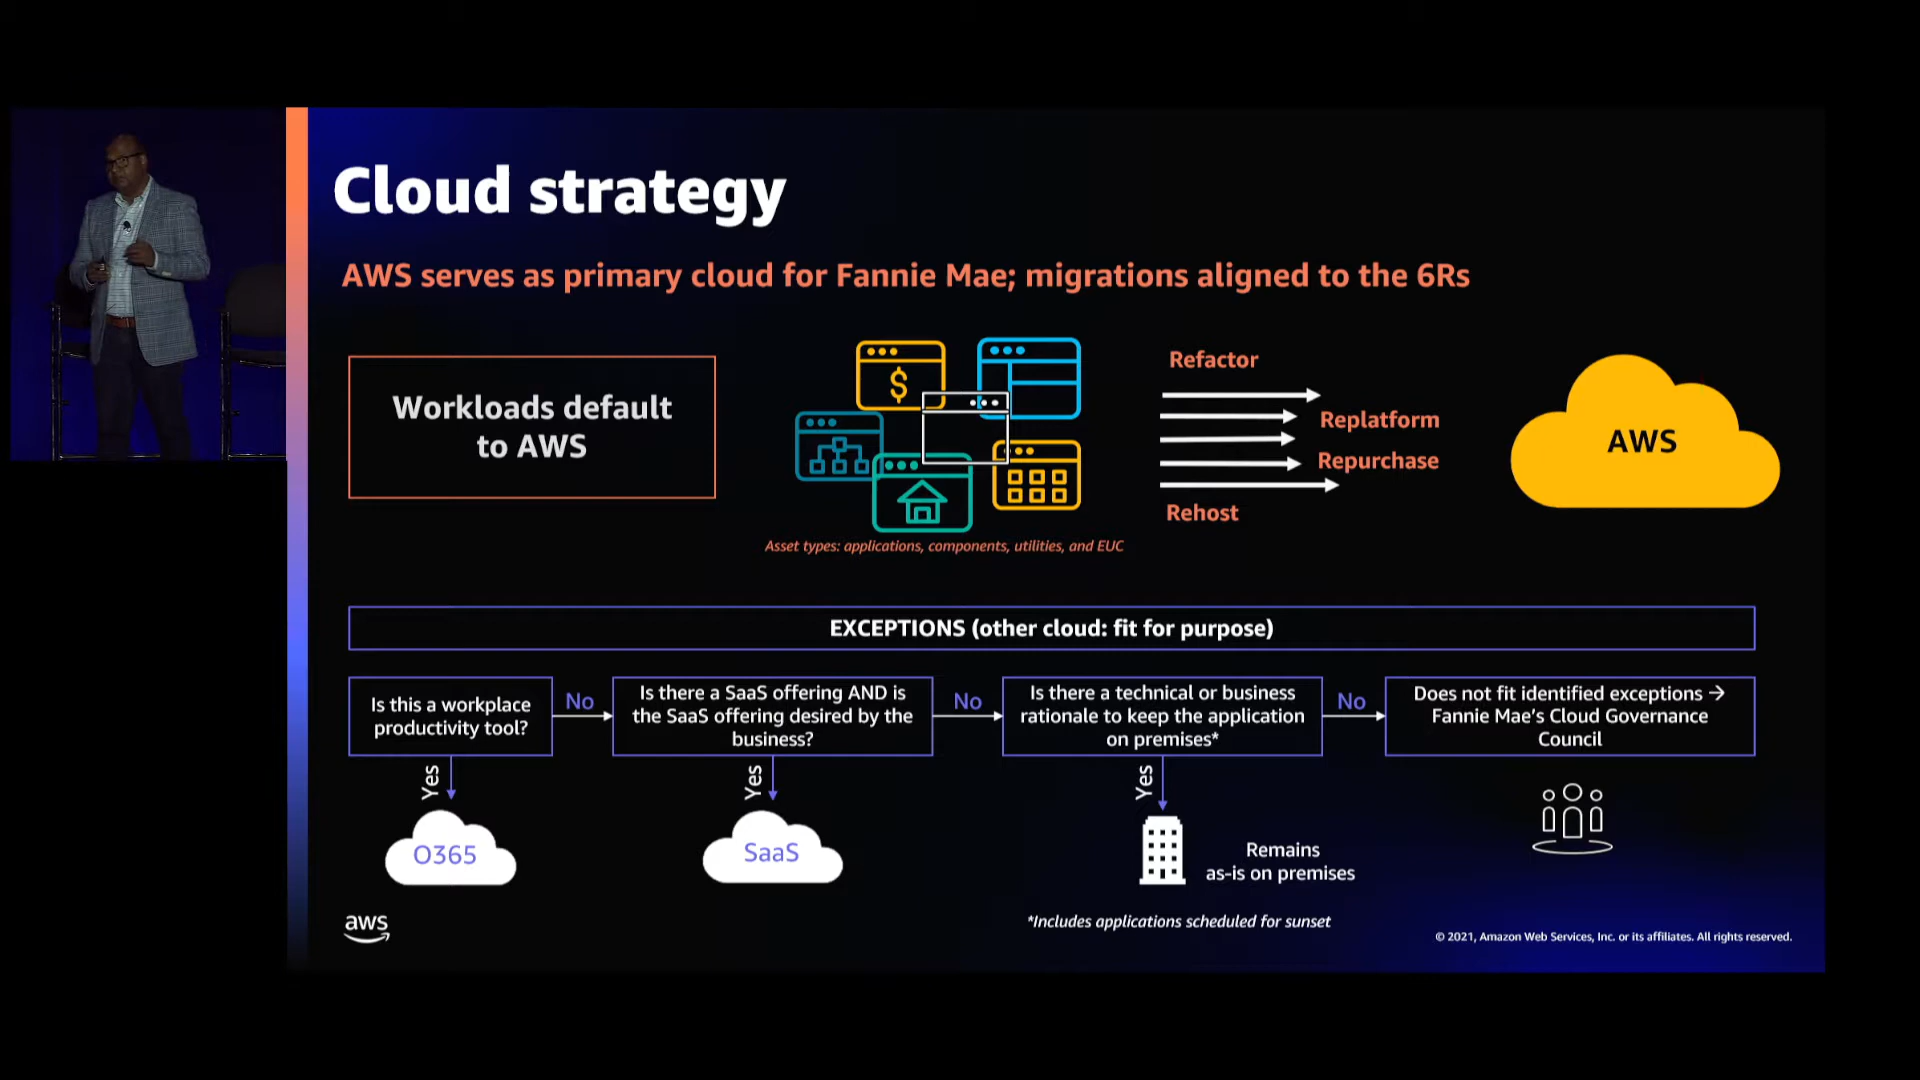 Cloud strategy
AWS serves as primary cloud for Fannie Mae; migrations aligned to the 6Rs
Workloads default
to AWS
$
Asset types: applications, components, utilities, and EUC
Refactor
Replatform
Repurchase
Rehost
AWS
EXCEPTIONS (other cloud: fit for purpose)
Is this a workplace
productivity tool?
No
Is there a SaaS offering AND is
the SaaS offering desired by the
business?
No
Is there a technical or business
rationale to keep the application
on premises*
No
Does not fit identified exceptions →
Fannie Mae’s Cloud Governance
Council
Yes
Yes
Yes
O365
SaaS
Remains
as-is on premises
*Includes applications scheduled for sunset
aws
© 2021, Amazon Web Services, Inc. or its affiliates. All rights reserved.